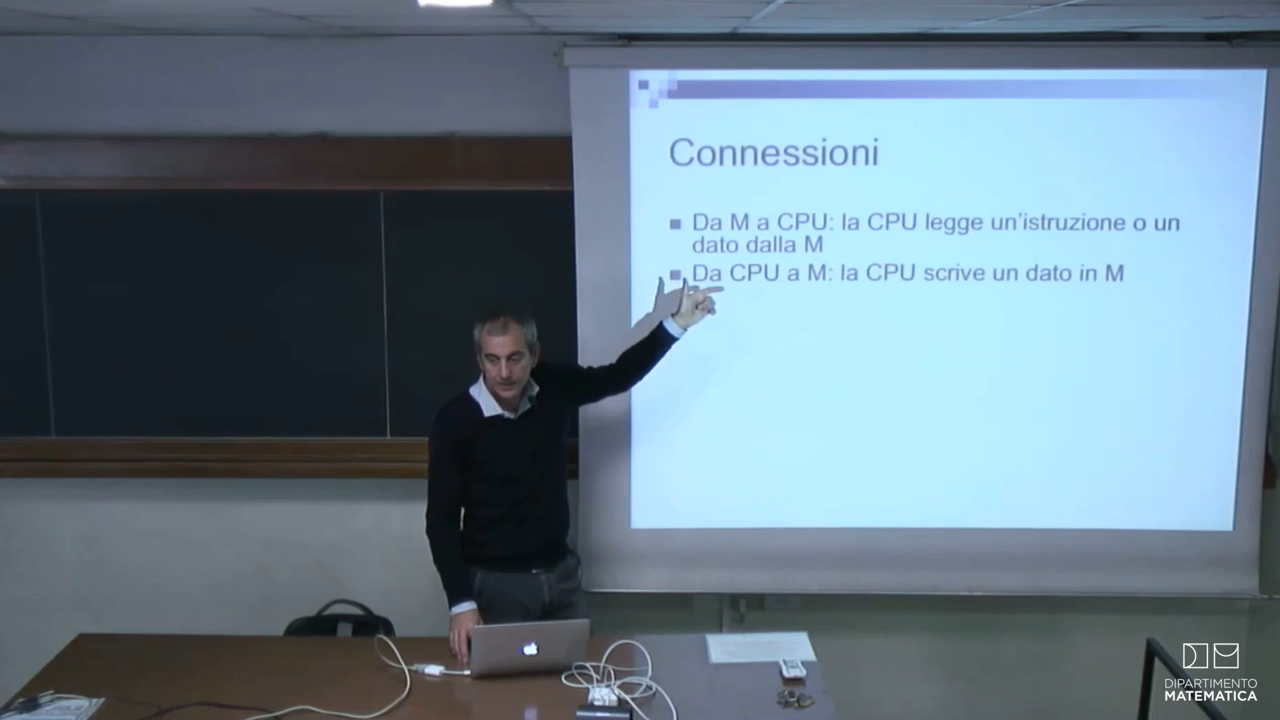 Connessioni
Da M a CPU: la CPU legge un'istruzione o un
dato dalla M
Da CPU a M: la CPU scrive un dato in M
DIPARTIMENTO
MATEMATICA